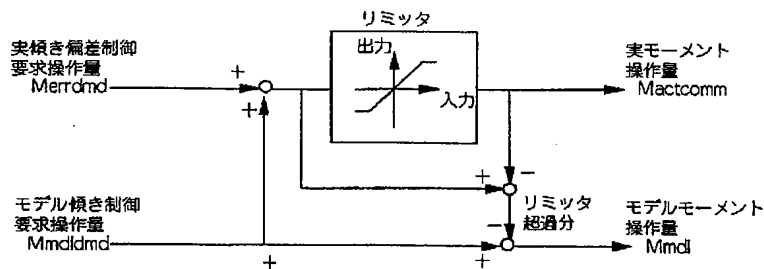 リミッタ
出力
入力
実傾き偏差制御
要求操作量
Merrdmd
+
+
実モーメント
操作量
Mactcomm
+
−
リミッタ
超過分
モデル傾き制御
要求操作量
Mmdldmd
+
−
+
モデルモーメント
操作量
Mmdl